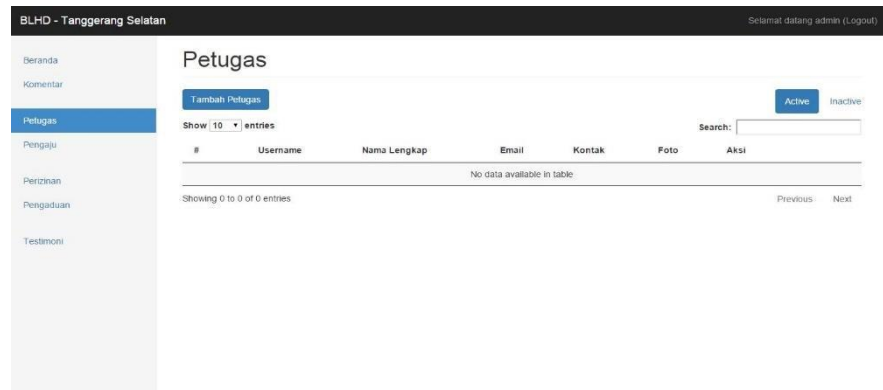 BLHD - Tanggerang Selatan
Selamat datang admin (Logout)
Beranda
Komentar
Petugas
Pengaju
Perizinan
Pengaduan
Testimoni
Petugas
Tambah Petugas
Active Inactive
Show 10 entries
Search:
# Username Nama Lengkap Email Kontak Foto Aksi
No data available in table
Showing 0 to 0 of 0 entries
Previous Next